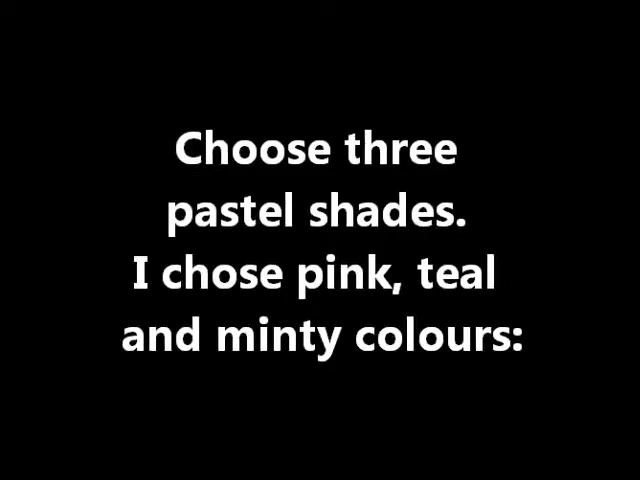 Choose three
pastel shades.
I chose pink, teal
and minty colours: